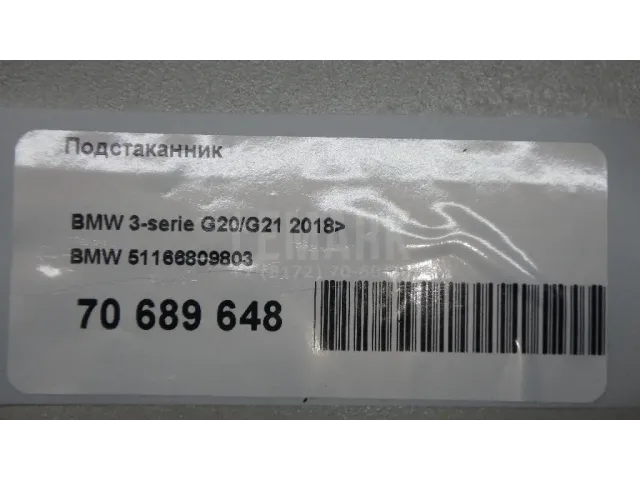 Подстаканник
BMW 3-serie G20/G21 2018>
BMW 51166809803
70 689 648